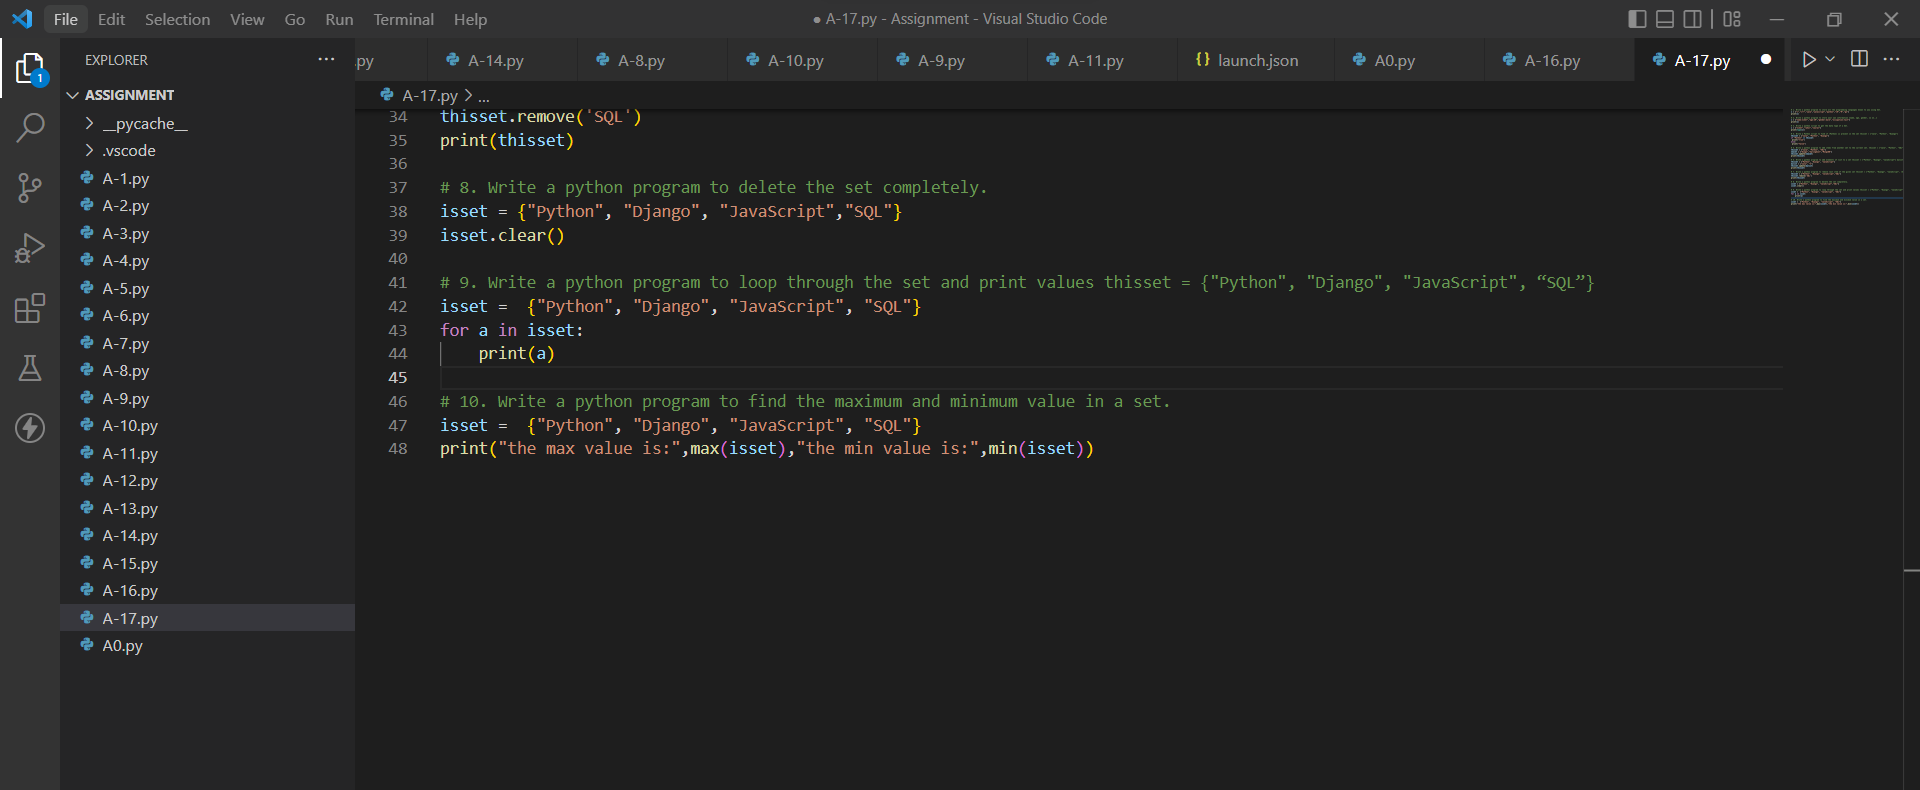 File Edit Selection View Go Run Terminal Help
● A-17.py - Assignment - Visual Studio Code
EXPLORER
.py
A-14.py
A-8.py
A-10.py
A-9.py
A-11.py
{} launch.json
A0.py
A-16.py
A-17.py
1
ASSIGNMENT
__pycache__
.vscode
A-1.py
A-2.py
A-3.py
A-4.py
A-5.py
A-6.py
A-7.py
A-8.py
A-9.py
A-10.py
A-11.py
A-12.py
A-13.py
A-14.py
A-15.py
A-16.py
A-17.py
A0.py
A-17.py > ...
34 thisset.remove('SQL')
35 print(thisset)
36
37 # 8. Write a python program to delete the set completely.
38 isset = {"Python", "Django", "JavaScript","SQL"}
39 isset.clear()
40
41 # 9. Write a python program to loop through the set and print values thisset = {"Python", "Django", "JavaScript", “SQL”}
42 isset =  {"Python", "Django", "JavaScript", "SQL"}
43 for a in isset:
44     print(a)
45
46 # 10. Write a python program to find the maximum and minimum value in a set.
47 isset =  {"Python", "Django", "JavaScript", "SQL"}
48 print("the max value is:",max(isset),"the min value is:",min(isset))